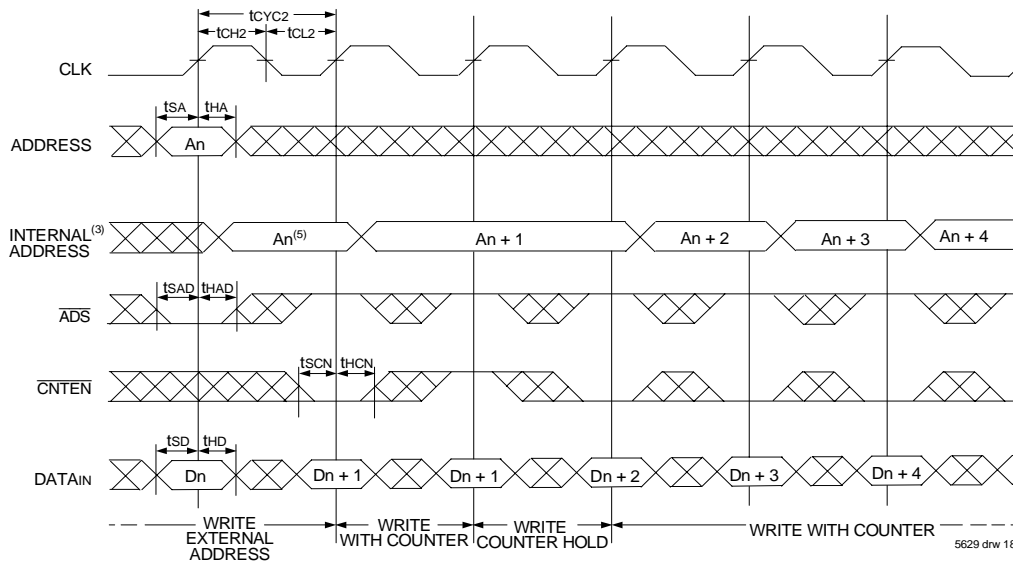 tCYC2
tCH2 tCL2
CLK
tSA tHA
ADDRESS An
INTERNAL(3) ADDRESS An(5) An + 1 An + 2 An + 3 An + 4
tSAD tHAD
ADS
tSCN tHCN
CNTEN
tSD tHD
DATAIN Dn Dn + 1 Dn + 1 Dn + 2 Dn + 3 Dn + 4
WRITE EXTERNAL ADDRESS
WRITE WITH COUNTER
WRITE COUNTER HOLD
WRITE WITH COUNTER
5629 drw 18